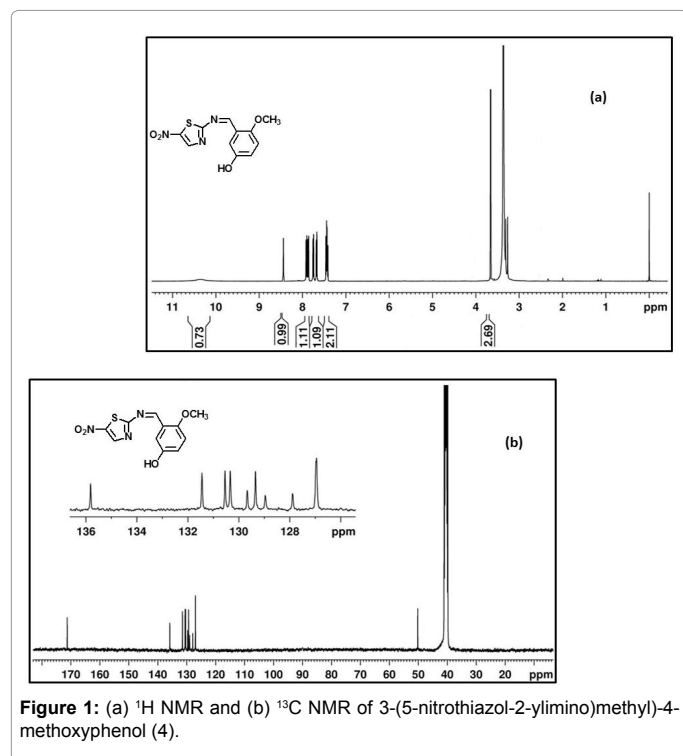 (a)
S
N
O₂N
N
OCH₃
HO
11 10 9 8 7 6 5 4 3 2 1 ppm
0.73 0.99 1.11 1.09 2.11 2.69
(b)
S
N
O₂N
N
OCH₃
HO
136 134 132 130 128 ppm
170 160 150 140 130 120 110 100 90 80 70 60 50 40 30 20 ppm
Figure 1: (a) ¹H NMR and (b) ¹³C NMR of 3-(5-nitrothiazol-2-ylimino)methyl)-4-
methoxyphenol (4).